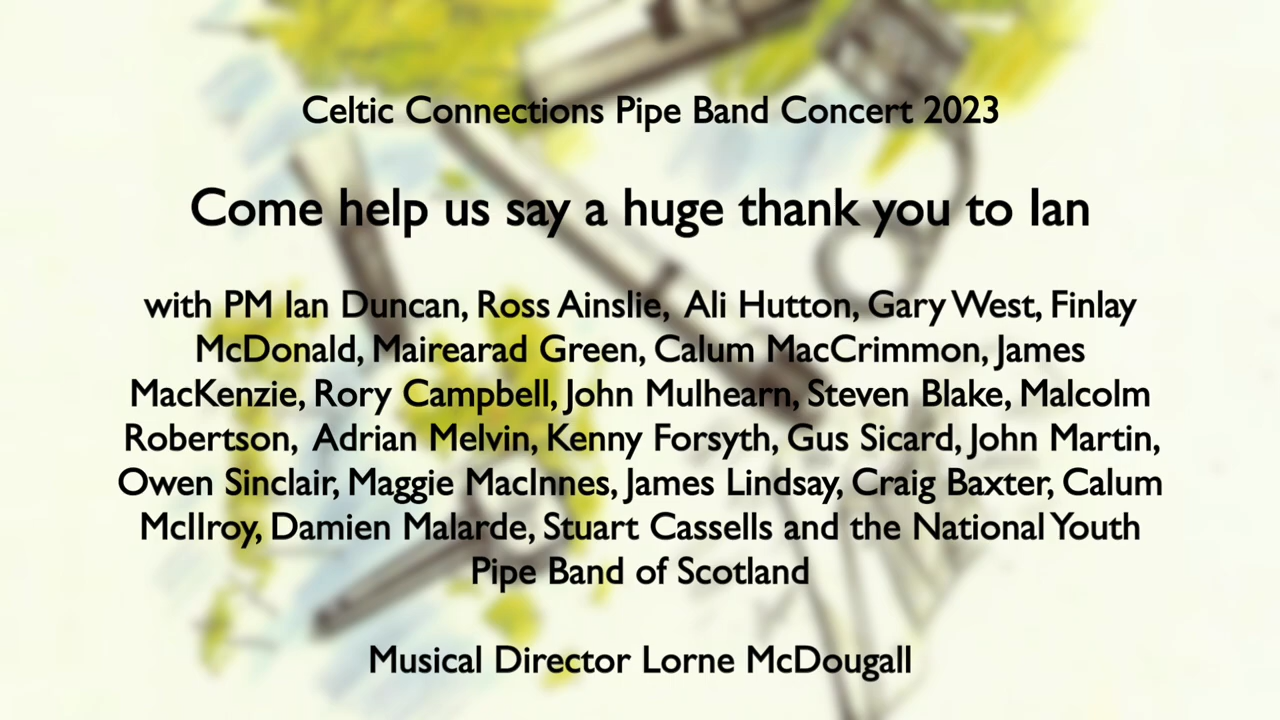 Celtic Connections Pipe Band Concert 2023
Come help us say a huge thank you to Ian
with PM Ian Duncan, Ross Ainslie, Ali Hutton, Gary West, Finlay
McDonald, Mairearad Green, Calum MacCrimmon, James
MacKenzie, Rory Campbell, John Mulhearn, Steven Blake, Malcolm
Robertson, Adrian Melvin, Kenny Forsyth, Gus Sicard, John Martin,
Owen Sinclair, Maggie MacInnes, James Lindsay, Craig Baxter, Calum
McIlroy, Damien Malarde, Stuart Cassells and the National Youth
Pipe Band of Scotland
Musical Director Lorne McDougall